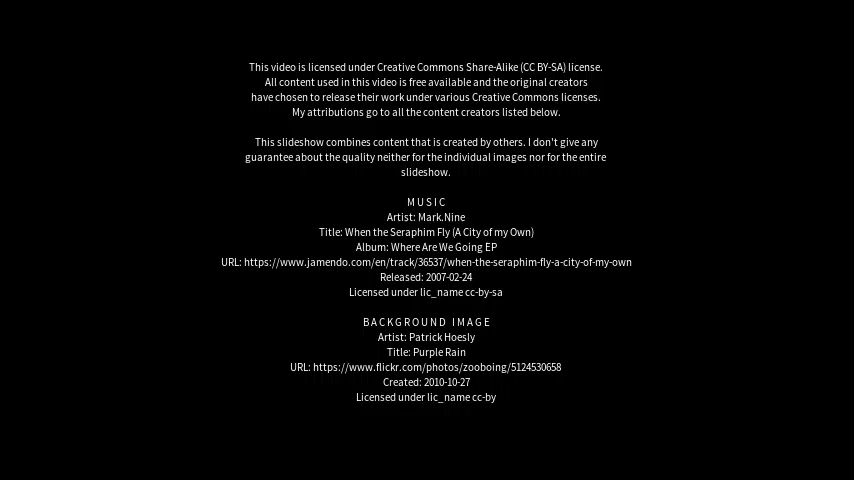 This video is licensed under Creative Commons Share-Alike (CC BY-SA) license.
All content used in this video is free available and the original creators
have chosen to release their work under various Creative Commons licenses.
My attributions go to all the content creators listed below.
This slideshow combines content that is created by others. I don't give any
guarantee about the quality neither for the individual images nor for the entire
slideshow.
M U S I C
Artist: Mark.Nine
Title: When the Seraphim Fly (A City of my Own)
Album: Where Are We Going EP
URL: https://www.jamendo.com/en/track/36537/when-the-seraphim-fly-a-city-of-my-own
Released: 2007-02-24
Licensed under lic_name cc-by-sa
B A C K G R O U N D   I M A G E
Artist: Patrick Hoesly
Title: Purple Rain
URL: https://www.flickr.com/photos/zooboing/5124530658
Created: 2010-10-27
Licensed under lic_name cc-by